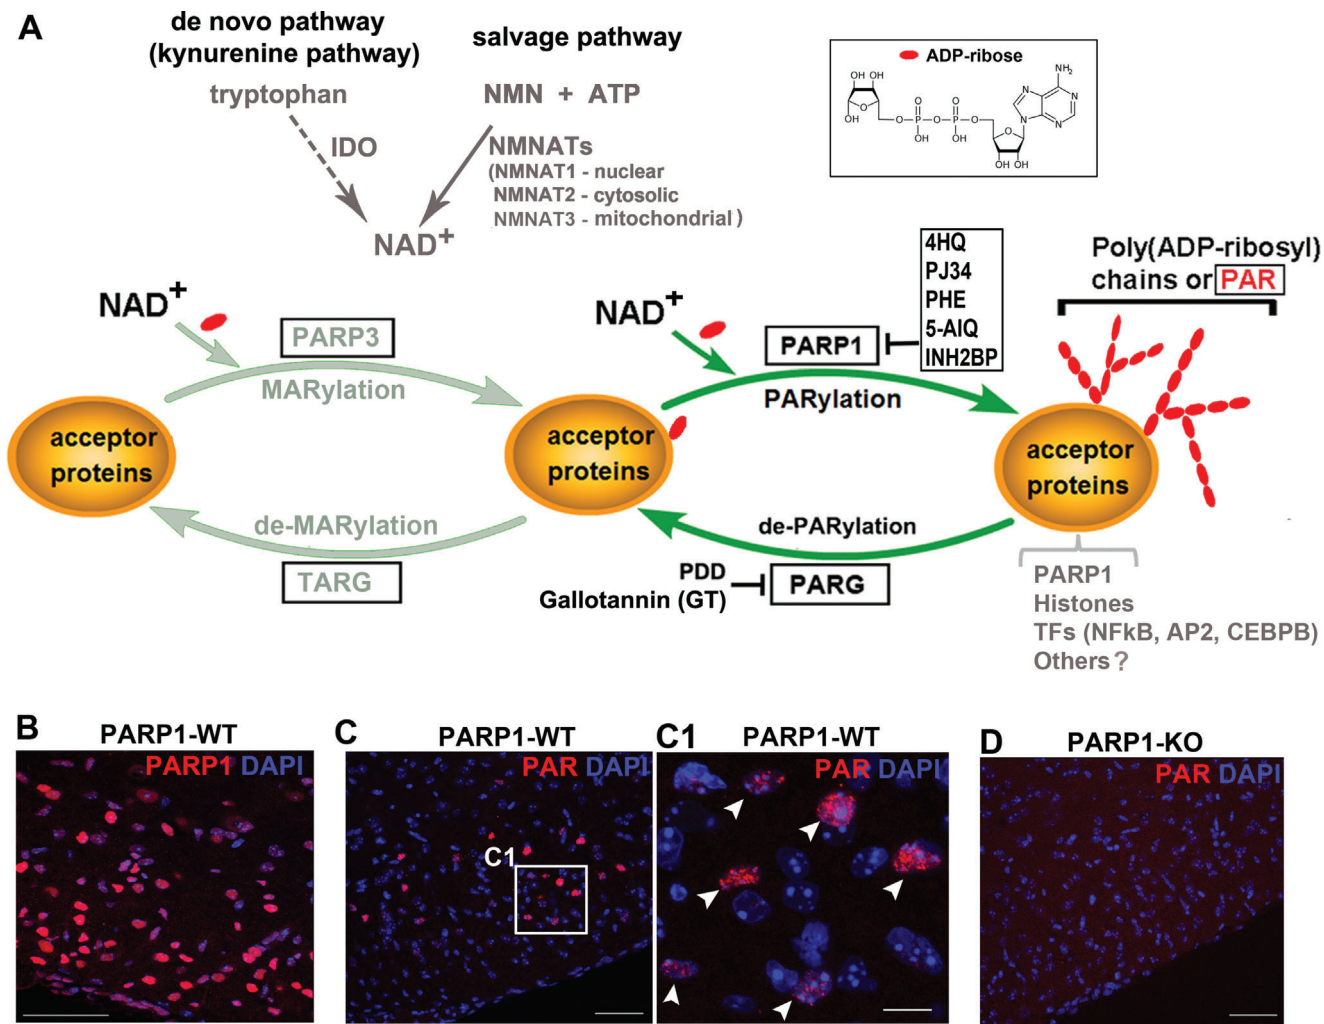 A
de novo pathway
(kynurenine pathway)
tryptophan
IDO
salvage pathway
NMN + ATP
NMNATs
(NMNAT1 - nuclear
NMNAT2 - cytosolic
NMNAT3 - mitochondrial)
NAD+
ADP-ribose
NH2
N
N
N
N
OH OH
O
OH
O
O
O
P
O
P
O
OH
OH
O
OH OH
NAD+
PARP3
MARylation
NAD+
PARP1
PARylation
4HQ
PJ34
PHE
5-AIQ
INH2BP
Poly(ADP-ribosyl)
chains or PAR
acceptor
proteins
acceptor
proteins
acceptor
proteins
de-MARylation
TARG
de-PARylation
PDD
Gallotannin (GT)
PARG
PARP1
Histones
TFs (NFkB, AP2, CEBPB)
Others ?
B
PARP1-WT
PARP1 DAPI
C
PARP1-WT
PAR DAPI
C1
C1
PARP1-WT
PAR DAPI
D
PARP1-KO
PAR DAPI